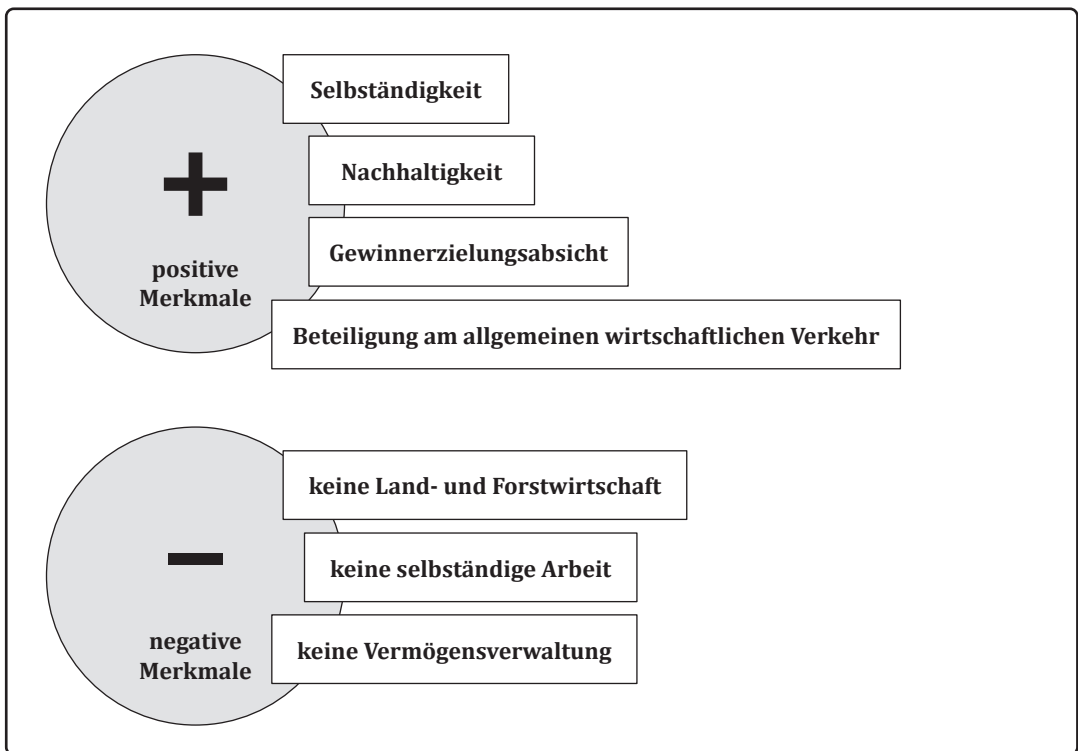 Selbständigkeit
Nachhaltigkeit
Gewinnerzielungsabsicht
Beteiligung am allgemeinen wirtschaftlichen Verkehr
+
positive
Merkmale
keine Land- und Forstwirtschaft
keine selbständige Arbeit
keine Vermögensverwaltung
–
negative
Merkmale